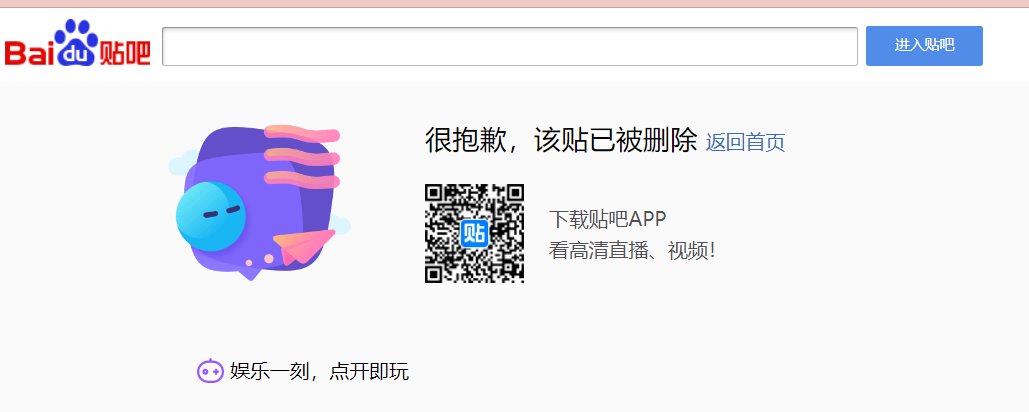 Bai du 贴吧
进入贴吧
很抱歉，该贴已被删除 返回首页
贴
下载贴吧APP
看高清直播、视频！
娱乐一刻，点开即玩